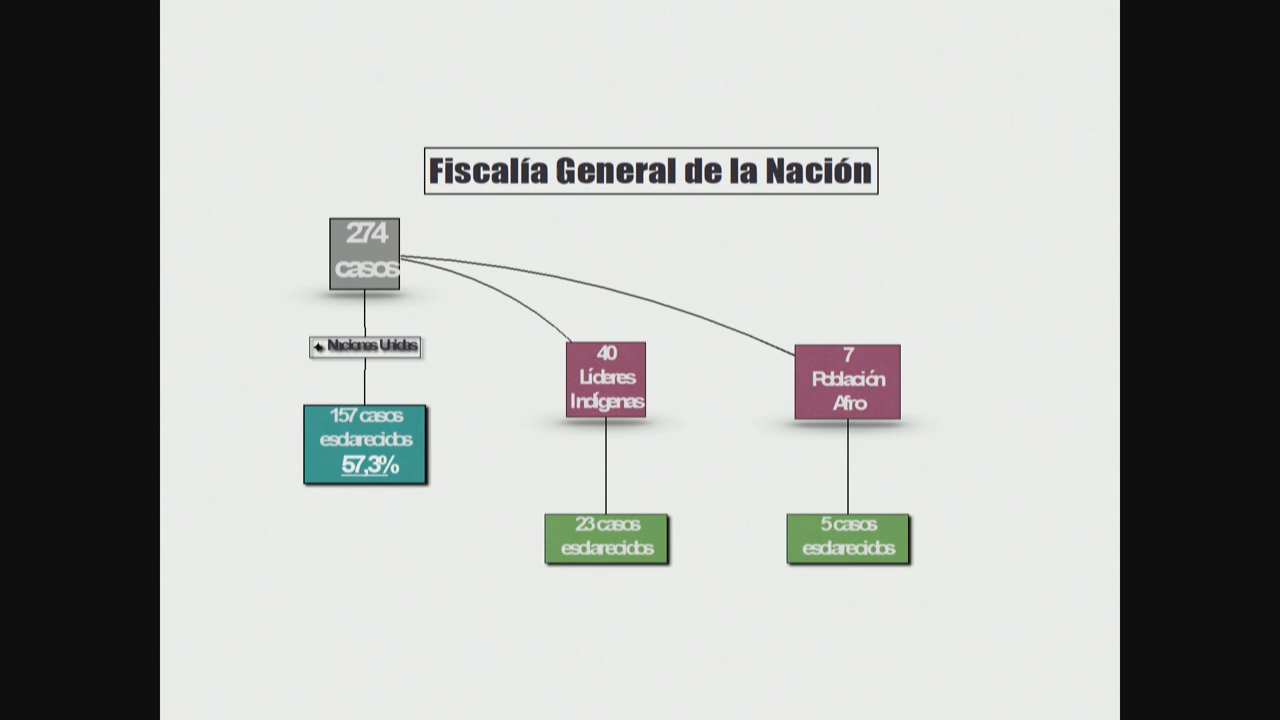 Fiscalía General de la Nación
274
casos
Naciones Unidas
157 casos
esclarecidos
57,3%
40
Líderes
Indígenas
23 casos
esclarecidos
7
Población
Afro
5 casos
esclarecidos